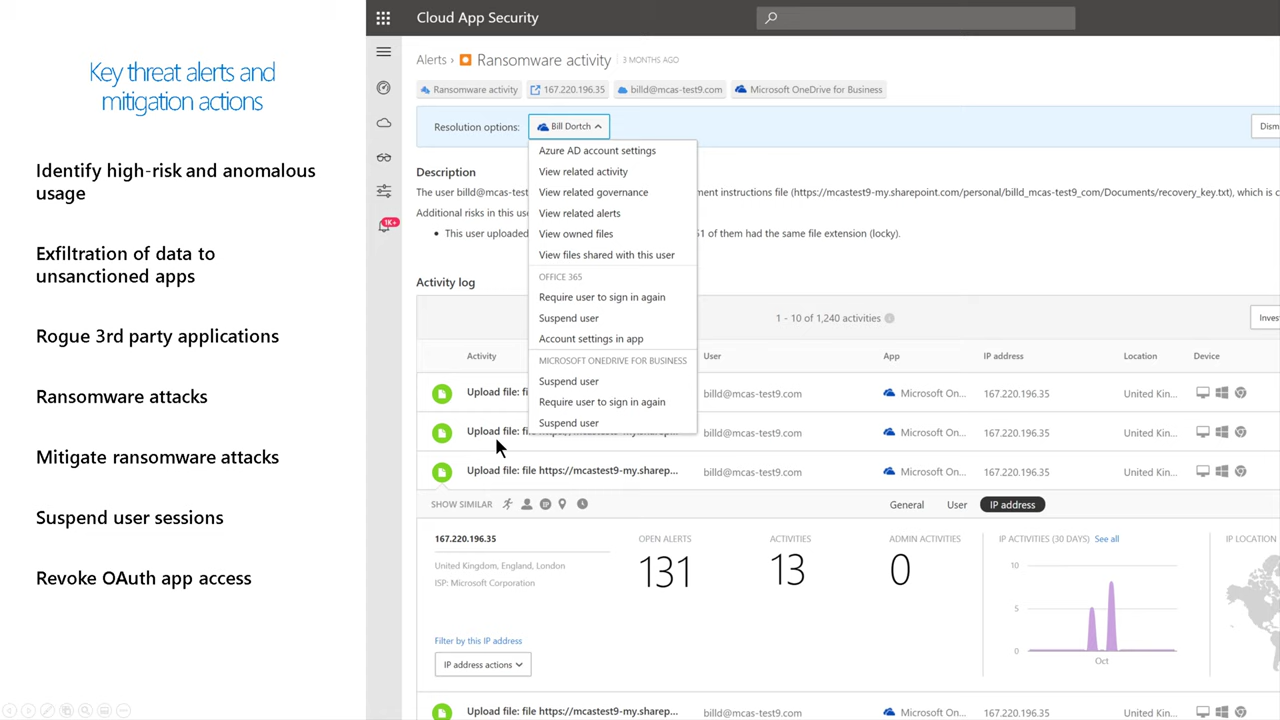 Key threat alerts and
mitigation actions
Identify high-risk and anomalous
usage
Exfiltration of data to
unsanctioned apps
Rogue 3rd party applications
Ransomware attacks
Mitigate ransomware attacks
Suspend user sessions
Revoke OAuth app access
Cloud App Security
Alerts › Ransomware activity 3 MONTHS AGO
Ransomware activity 167.220.196.35 billd@mcas-test9.com Microsoft OneDrive for Business
Resolution options: Bill Dortch Dism
Azure AD account settings
View related activity
View related governance
View related alerts
View owned files
View files shared with this user
OFFICE 365
Require user to sign in again
Suspend user
Account settings in app
MICROSOFT ONEDRIVE FOR BUSINESS
Suspend user
Require user to sign in again
Suspend user
Description
The user billd@mcas-test ment instructions file (https://mcastest9-my.sharepoint.com/personal/billd_mcas-test9_com/Documents/recovery_key.txt), which is c
Additional risks in this use
• This user uploaded 51 of them had the same file extension (locky).
1K+
Activity log
1 - 10 of 1,240 activities Inves
Activity User App IP address Location Device
Upload file: fi billd@mcas-test9.com Microsoft On... 167.220.196.35 United Kin...
Upload file: file billd@mcas-test9.com Microsoft On... 167.220.196.35 United Kin...
Upload file: file https://mcastest9-my.sharep... billd@mcas-test9.com Microsoft On... 167.220.196.35 United Kin...
SHOW SIMILAR General User IP address
167.220.196.35
United Kingdom, England, London
ISP: Microsoft Corporation
Filter by this IP address
IP address actions
OPEN ALERTS
131
ACTIVITIES
13
ADMIN ACTIVITIES
0
IP ACTIVITIES (30 DAYS) See all
10
5
0
Oct
IP LOCATION
Upload file: file https://mcastest9-my.sharep... billd@mcas-test9.com Microsoft On... 167.220.196.35 United Kin...